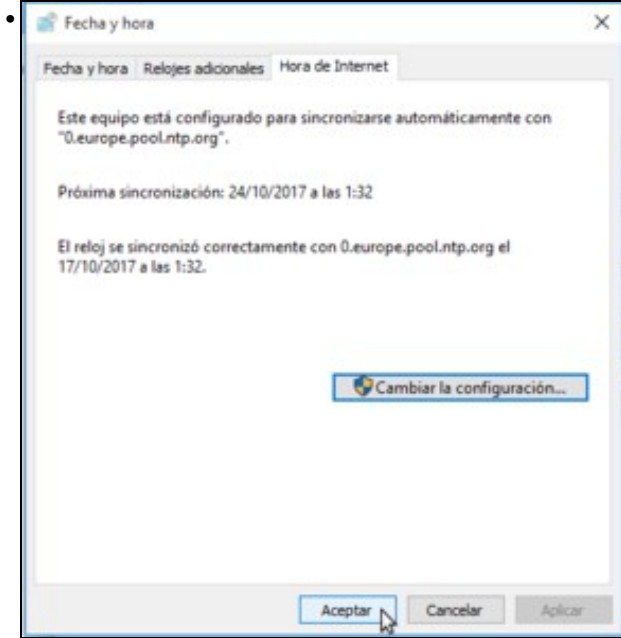 Fecha y hora
Fecha y hora Relojes adicionales Hora de Internet
Este equipo está configurado para sincronizarse automáticamente con
"0.europe.pool.ntp.org".
Próxima sincronización: 24/10/2017 a las 1:32
El reloj se sincronizó correctamente con 0.europe.pool.ntp.org el
17/10/2017 a las 1:32.
Cambiar la configuración...
Aceptar Cancelar Aplicar